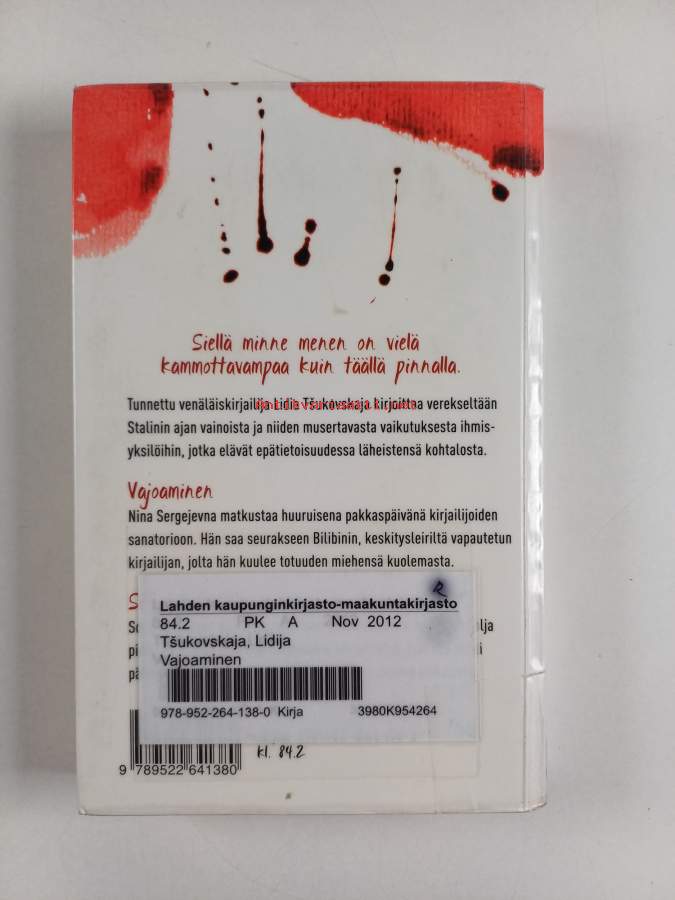 Siellä minne menen on vielä
kammottavampaa kuin täällä pinnalla.
Tunnettu venäläiskirjailija Lidia Tšukovskaja kirjoittaa verekseltään
Stalinin ajan vainoista ja niiden musertavasta vaikutuksesta ihmis-
yksilöihin, jotka elävät epätietoisuudessa läheistensä kohtalosta.
Vajoaminen
Nina Sergejevna matkustaa huuruisena pakkaspäivänä kirjailijoiden
sanatorioon. Hän saa seurakseen Bilibinin, keskitysleiriltä vapautetun
kirjailijan, jolta hän kuulee totuuden miehensä kuolemasta.
R
Lahden kaupunginkirjasto-maakuntakirjasto
84.2 PK A Nov 2012
Tšukovskaja, Lidija
Vajoaminen
978-952-264-138-0 Kirja 3980K954264
kl. 84.2
9 789522 641380